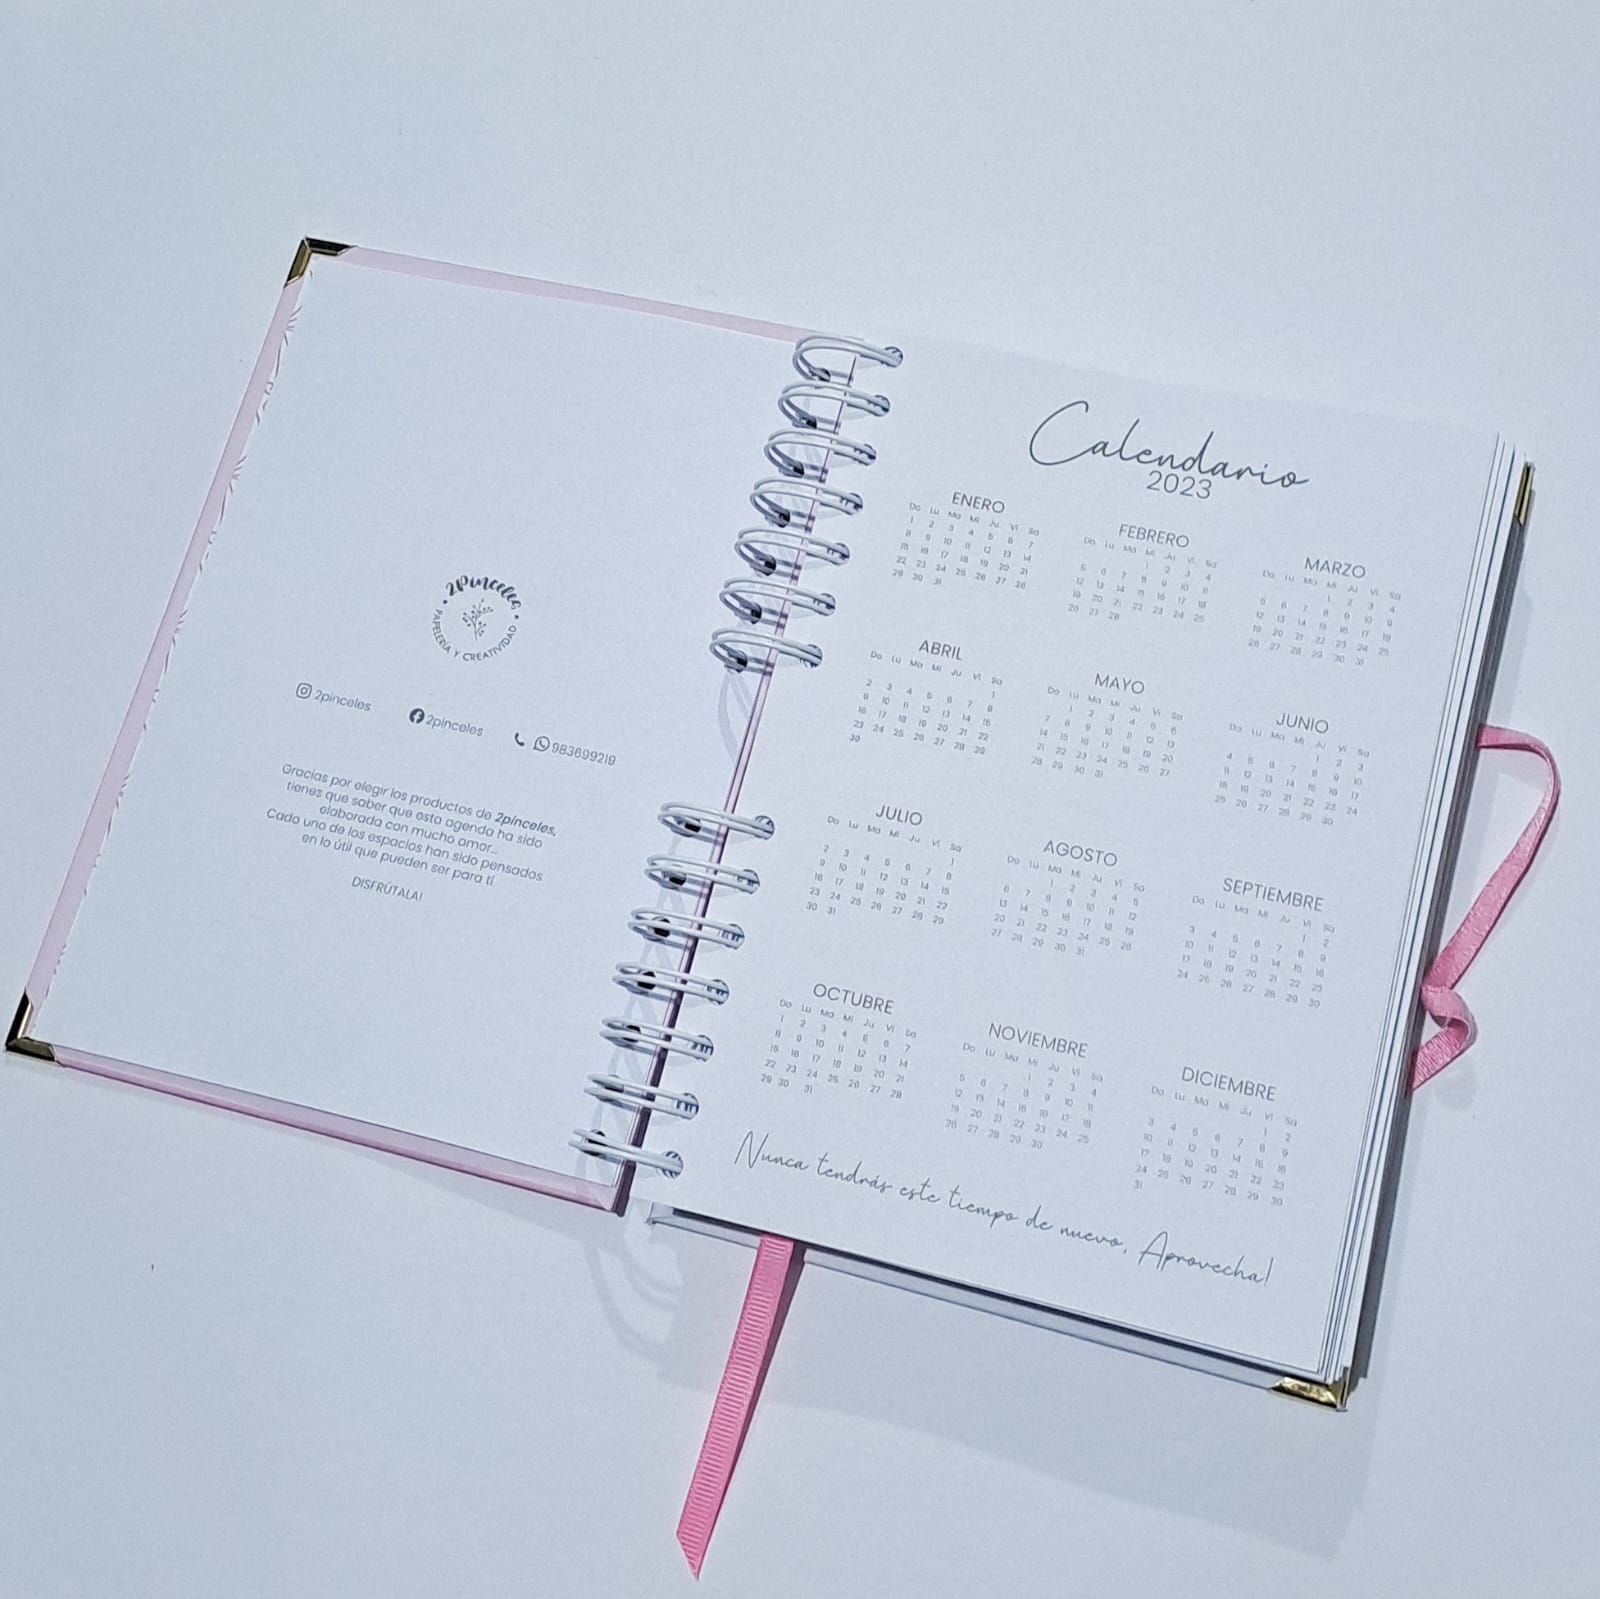 2Pinceles
PAPELERÍA Y CREATIVIDAD
2pinceles
2pinceles
983699219
Gracias por elegir los productos de 2pinceles,
tienes que saber que esta agenda ha sido
elaborada con mucho amor...
Cada uno de los espacios han sido pensados
en lo útil que pueden ser para tí
DISFRÚTALA!
Calendario
2023
ENERO
Do Lu Ma Mi Ju Vi Sa
1 2 3 4 5 6 7
8 9 10 11 12 13 14
15 16 17 18 19 20 21
22 23 24 25 26 27 28
29 30 31
FEBRERO
Do Lu Ma Mi Ju Vi Sa
1 2 3 4
5 6 7 8 9 10 11
12 13 14 15 16 17 18
19 20 21 22 23 24 25
26 27 28
MARZO
Do Lu Ma Mi Ju Vi Sa
1 2 3 4
5 6 7 8 9 10 11
12 13 14 15 16 17 18
19 20 21 22 23 24 25
26 27 28 29 30 31
ABRIL
Do Lu Ma Mi Ju Vi Sa
1
2 3 4 5 6 7 8
9 10 11 12 13 14 15
16 17 18 19 20 21 22
23 24 25 26 27 28 29
30
MAYO
Do Lu Ma Mi Ju Vi Sa
1 2 3 4 5 6
7 8 9 10 11 12 13
14 15 16 17 18 19 20
21 22 23 24 25 26 27
28 29 30 31
JUNIO
Do Lu Ma Mi Ju Vi Sa
1 2 3
4 5 6 7 8 9 10
11 12 13 14 15 16 17
18 19 20 21 22 23 24
25 26 27 28 29 30
JULIO
Do Lu Ma Mi Ju Vi Sa
1
2 3 4 5 6 7 8
9 10 11 12 13 14 15
16 17 18 19 20 21 22
23 24 25 26 27 28 29
30 31
AGOSTO
Do Lu Ma Mi Ju Vi Sa
1 2 3 4 5
6 7 8 9 10 11 12
13 14 15 16 17 18 19
20 21 22 23 24 25 26
27 28 29 30 31
SEPTIEMBRE
Do Lu Ma Mi Ju Vi Sa
1 2
3 4 5 6 7 8 9
10 11 12 13 14 15 16
17 18 19 20 21 22 23
24 25 26 27 28 29 30
OCTUBRE
Do Lu Ma Mi Ju Vi Sa
1 2 3 4 5 6 7
8 9 10 11 12 13 14
15 16 17 18 19 20 21
22 23 24 25 26 27 28
29 30 31
NOVIEMBRE
Do Lu Ma Mi Ju Vi Sa
1 2 3 4
5 6 7 8 9 10 11
12 13 14 15 16 17 18
19 20 21 22 23 24 25
26 27 28 29 30
DICIEMBRE
Do Lu Ma Mi Ju Vi Sa
1 2
3 4 5 6 7 8 9
10 11 12 13 14 15 16
17 18 19 20 21 22 23
24 25 26 27 28 29 30
31
Nunca tendrás este tiempo de nuevo, Aprovecha!